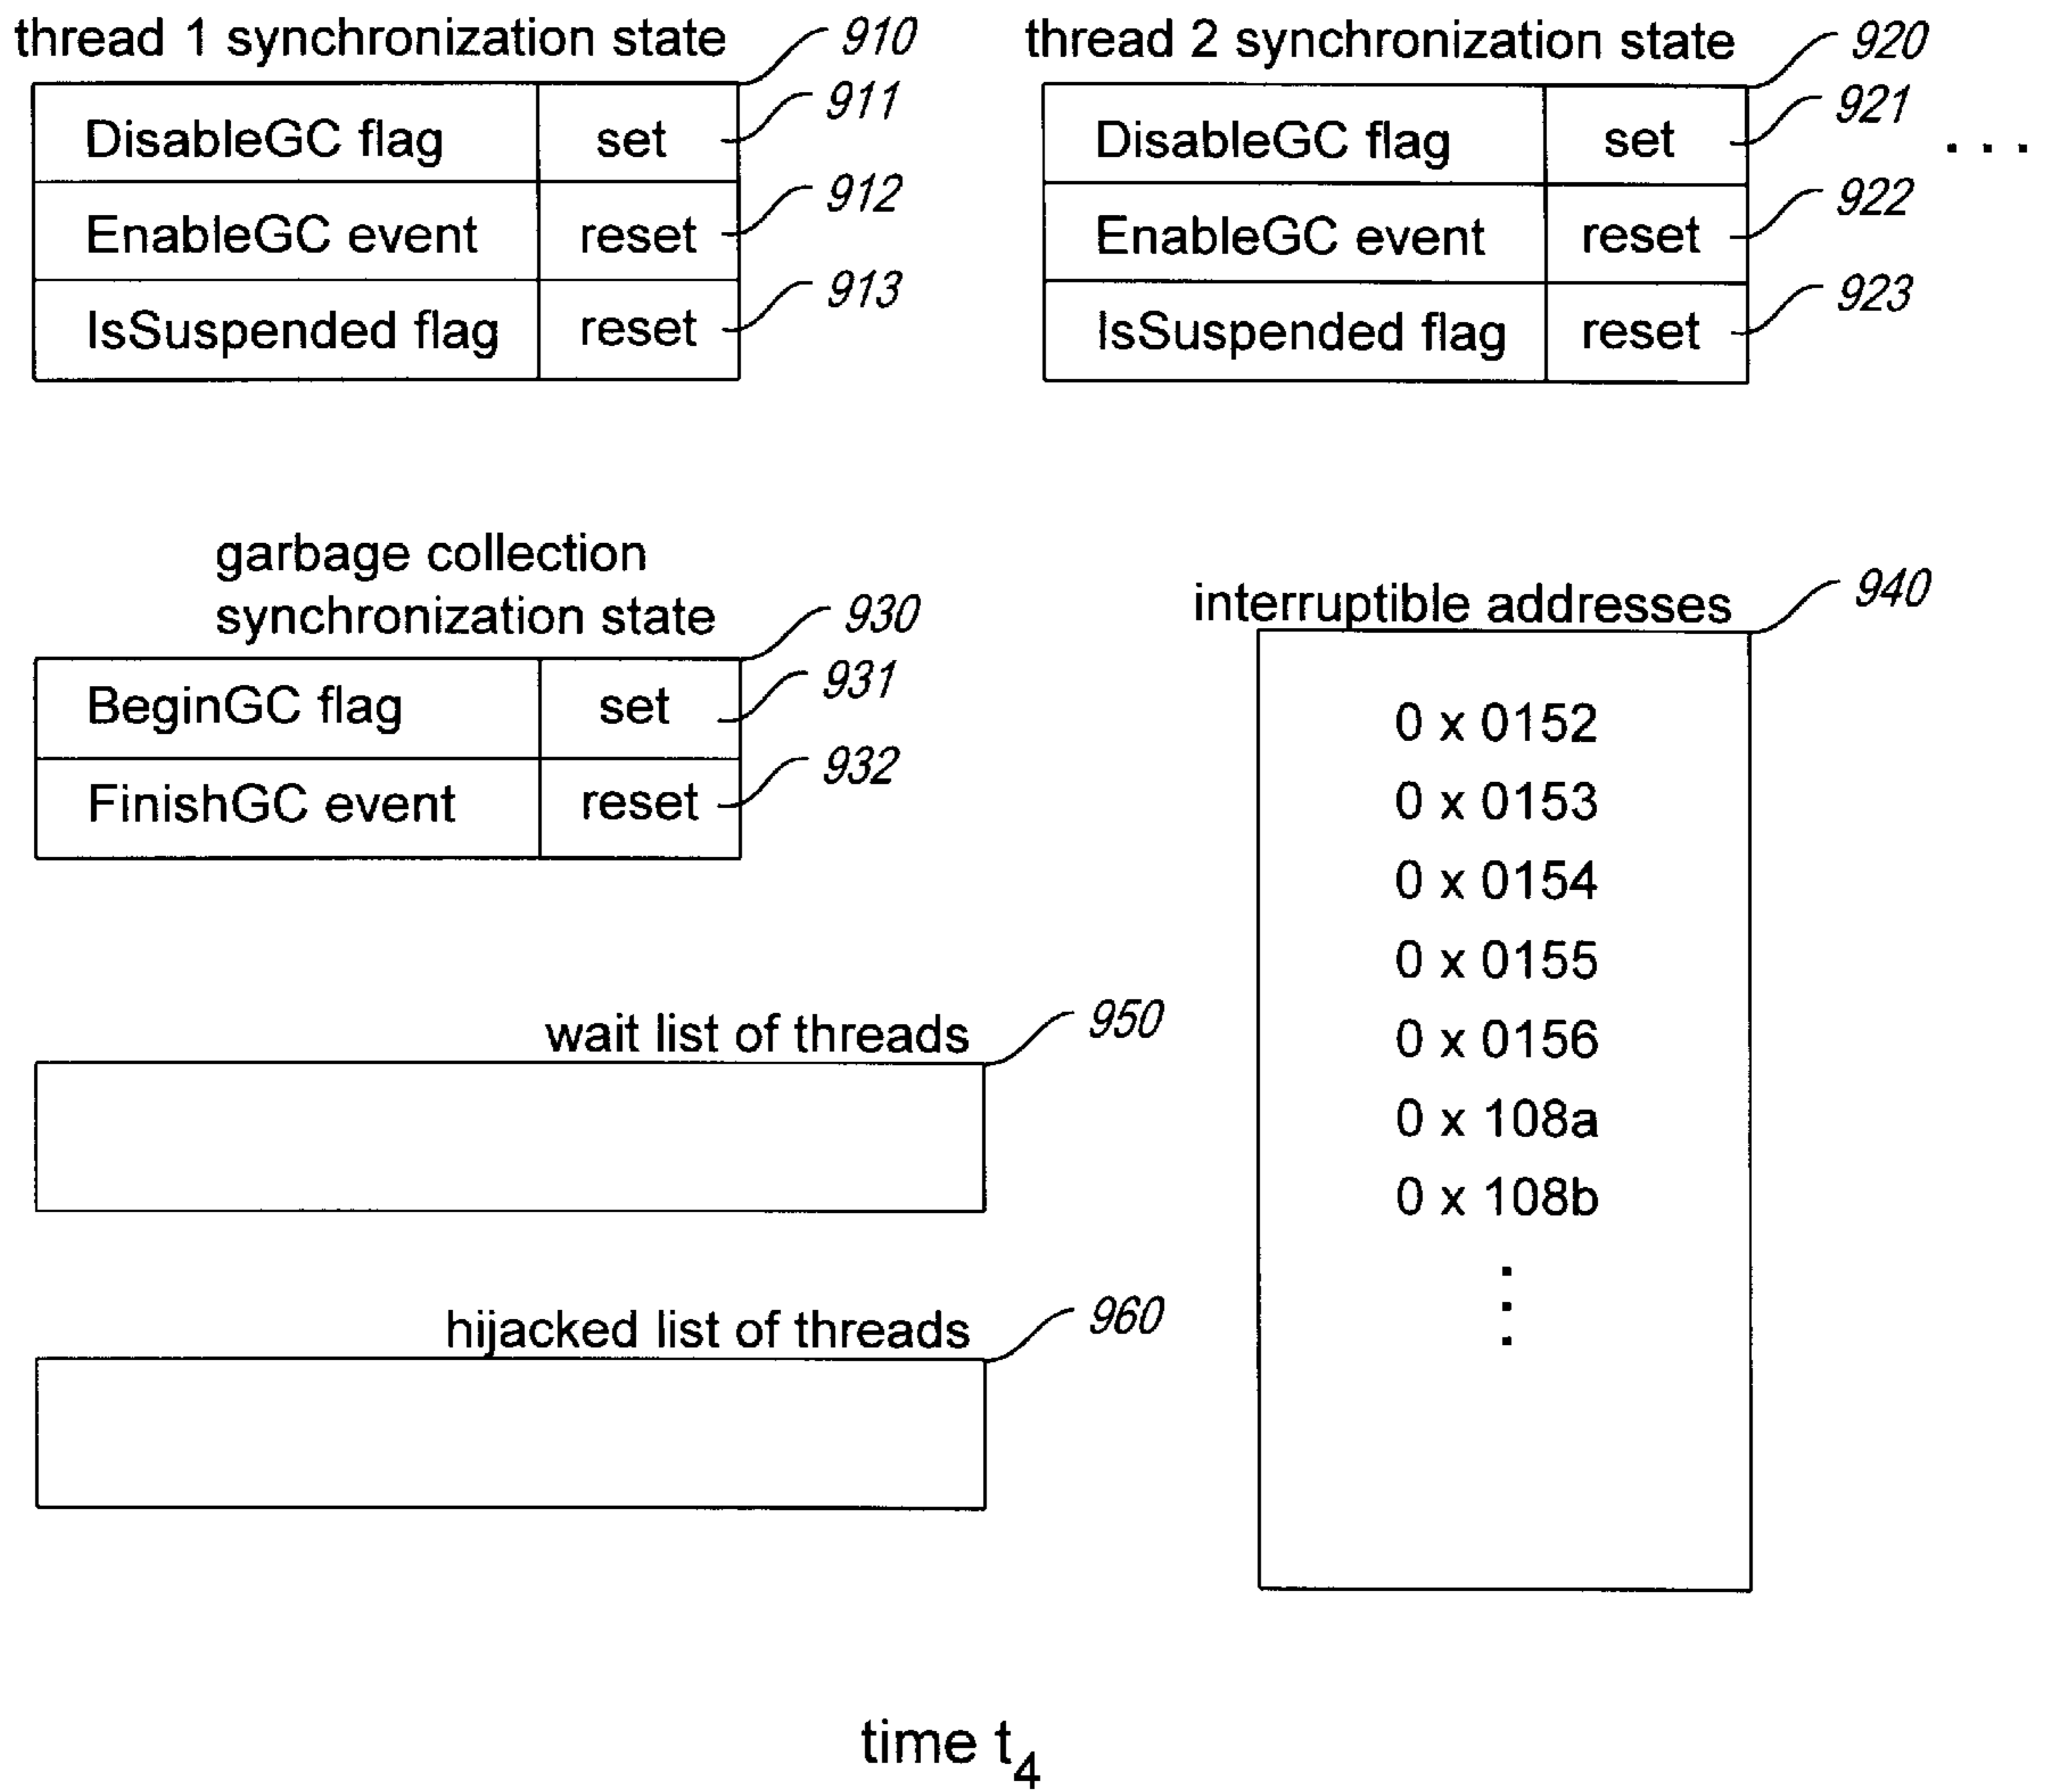 thread 1 synchronization state 910
DisableGC flag set 911
EnableGC event reset 912
IsSuspended flag reset 913
thread 2 synchronization state 920
DisableGC flag set 921
EnableGC event reset 922
IsSuspended flag reset 923
. . .
garbage collection
synchronization state 930
BeginGC flag set 931
FinishGC event reset 932
interruptible addresses 940
0 x 0152
0 x 0153
0 x 0154
0 x 0155
0 x 0156
0 x 108a
0 x 108b
.
.
.
wait list of threads 950
hijacked list of threads 960
time t4